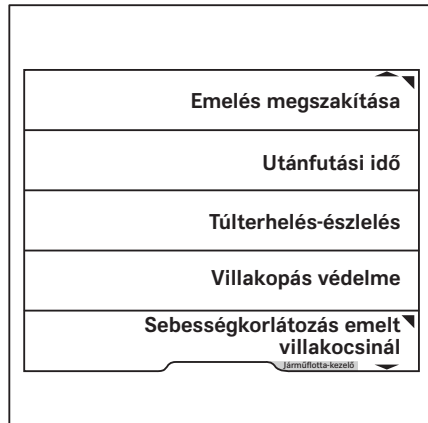 Emelés megszakítása
Utánfutási idő
Túlterhelés-észlelés
Villakopás védelme
Sebességkorlátozás emelt
villakocsinál
Járműflotta-kezelő